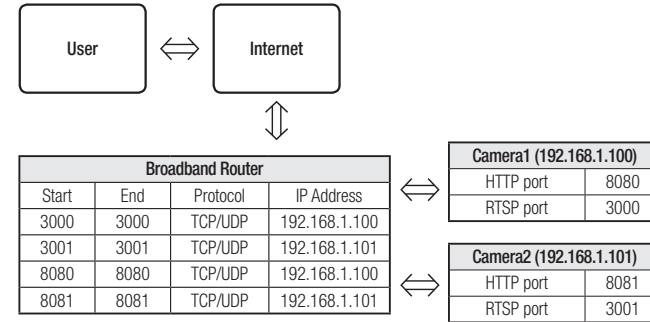 User
Internet
Broadband Router
Start End Protocol IP Address
3000 3000 TCP/UDP 192.168.1.100
3001 3001 TCP/UDP 192.168.1.101
8080 8080 TCP/UDP 192.168.1.100
8081 8081 TCP/UDP 192.168.1.101
Camera1 (192.168.1.100)
HTTP port 8080
RTSP port 3000
Camera2 (192.168.1.101)
HTTP port 8081
RTSP port 3001